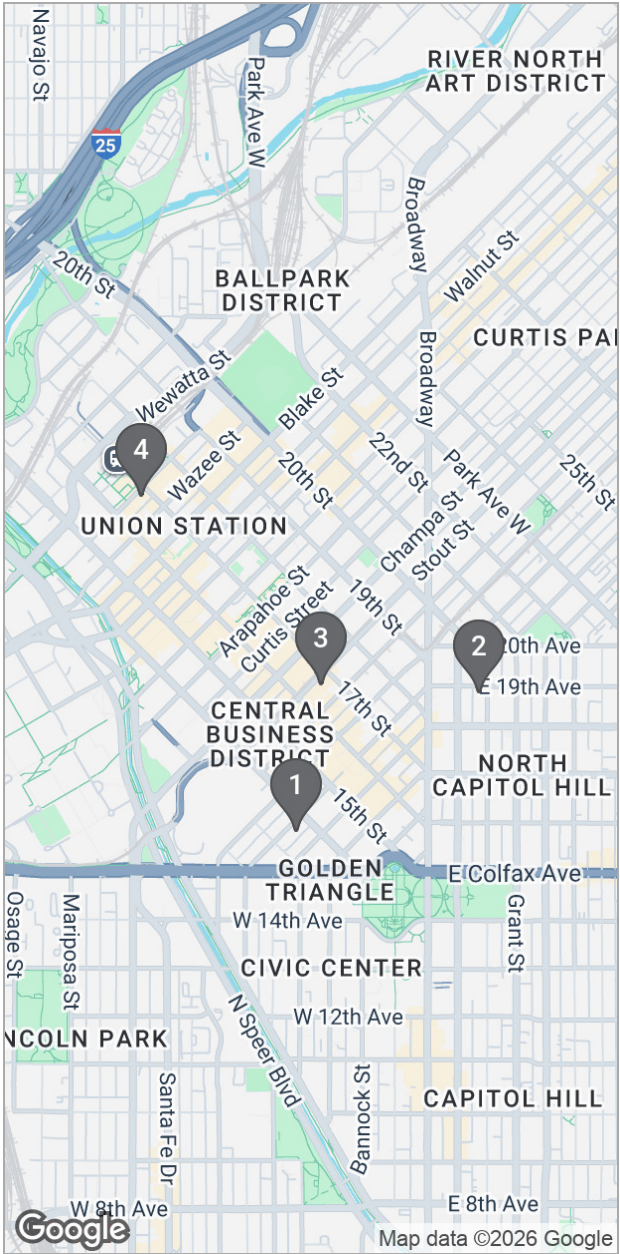 Navajo St
RIVER NORTH
ART DISTRICT
Park Ave W
25
Broadway
Walnut St
20th St
BALLPARK
DISTRICT
CURTIS PA
Broadway
Wewatta St
Blake St
Wazee St
22nd St
Park Ave W
25th St
4
20th St
UNION STATION
Champa St
Stout St
Arapahoe St
Curtis Street
19th St
3
2
20th Ave
E 19th Ave
17th St
CENTRAL
BUSINESS
DISTRICT
NORTH
CAPITOL HILL
1
15th St
GOLDEN
TRIANGLE
E Colfax Ave
Osage St
Mariposa St
W 14th Ave
Grant St
CIVIC CENTER
W 12th Ave
NCOLN PARK
N Speer Blvd
Santa Fe Dr
Bannock St
CAPITOL HILL
W 8th Ave
E 8th Ave
Google
Map data ©2026 Google